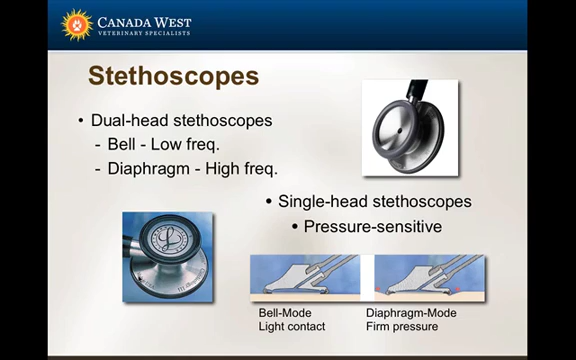 CANADA WEST
VETERINARY SPECIALISTS
Stethoscopes
• Dual-head stethoscopes
- Bell - Low freq.
- Diaphragm - High freq.
• Single-head stethoscopes
• Pressure-sensitive
Bell-Mode
Light contact
Diaphragm-Mode
Firm pressure